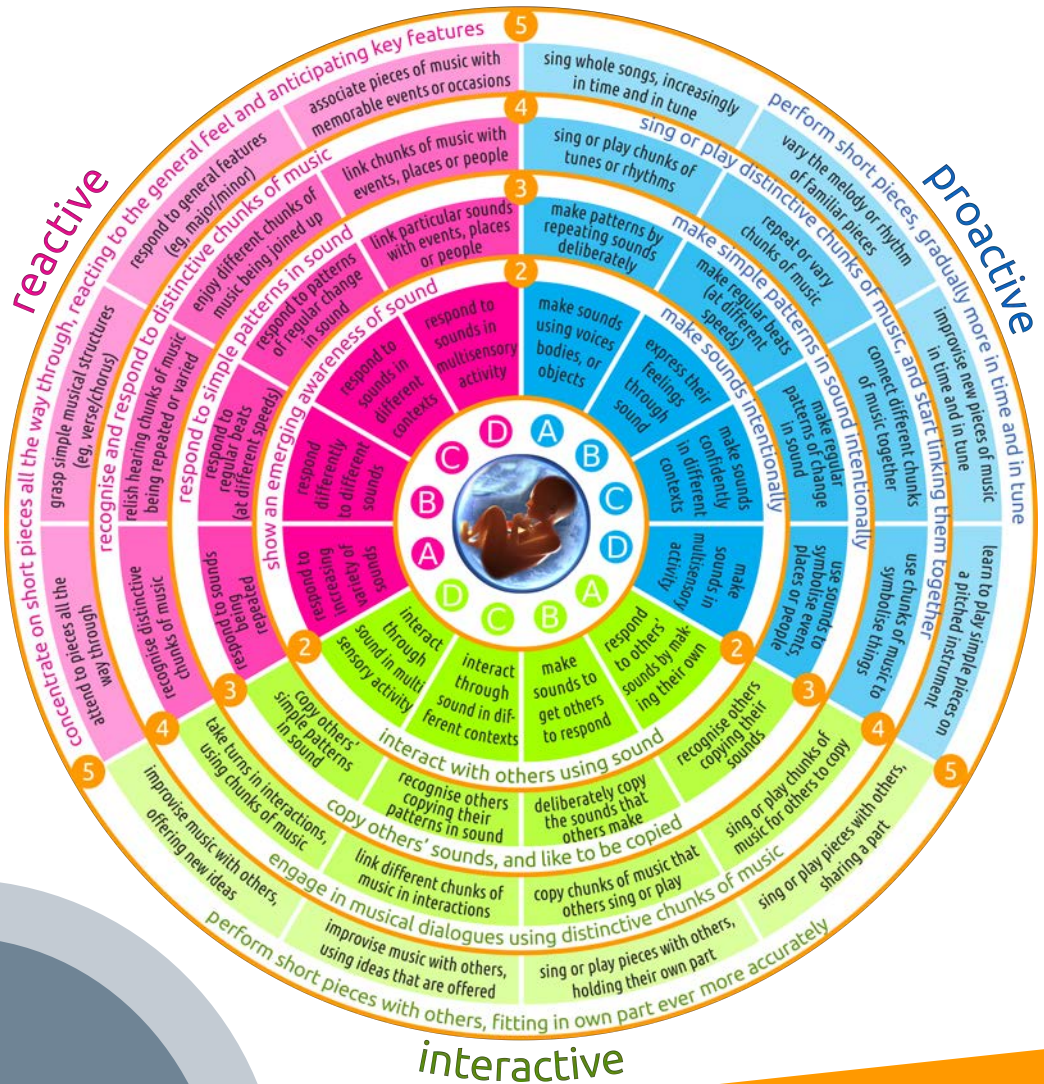 reactive
proactive
interactive
5
4
3
2
2
3
4
5
2
3
4
5
A
B
C
D
A
B
C
D
A
B
C
D
show an emerging awareness of sound
respond to
increasing
variety of
sounds
respond
differently
to different
sounds
respond to
sounds in
different
contexts
respond to
sounds in
multisensory
activity
respond to simple patterns in sound
respond to sounds
being
repeated
respond to
regular beats
(at different speeds)
respond to patterns
of regular change
in sound
link particular sounds
with events, places
or people
recognise and respond to distinctive chunks of music
recognise distinctive
chunks of music
relish hearing chunks of music
being repeated or varied
enjoy different chunks of
music being joined up
link chunks of music with
events, places or people
concentrate on short pieces all the way through, reacting to the general feel and anticipating key features
attend to pieces all the
way through
grasp simple musical structures
(eg, verse/chorus)
respond to general features
(eg, major/minor)
associate pieces of music with
memorable events or occasions
make sounds intentionally
make sounds
using voices
bodies, or
objects
express their
feelings
through
sound
make sounds
confidently
in different
contexts
make
sounds in
multisensory
activity
make simple patterns in sound intentionally
make patterns by
repeating sounds
deliberately
make regular beats
(at different
speeds)
make regular
patterns of change
in sound
use sounds to
symbolise events,
places or people
sing or play distinctive chunks of music, and start linking them together
sing or play chunks of
tunes or rhythms
repeat or vary
chunks of music
connect different chunks
of music together
use chunks of music to
symbolise things
perform short pieces, gradually more in time and in tune
sing whole songs, increasingly
in time and in tune
vary the melody or rhythm
of familiar pieces
improvise new pieces of music
in time and in tune
learn to play simple pieces on
a pitched instrument
interact with others using sound
respond
to others'
sounds by mak-
ing their own
make
sounds to
get others
to respond
interact
through
sound in dif-
ferent contexts
interact
through
sound in multi
sensory activity
copy others' sounds, and like to be copied
recognise others
copying their
sounds
deliberately copy
the sounds that
others make
recognise others
copying their
patterns in sound
copy others'
simple patterns
in sound
engage in musical dialogues using distinctive chunks of music
sing or play chunks of
music for others to copy
copy chunks of music that
others sing or play
link different chunks of
music in interactions
take turns in interactions,
using chunks of music
perform short pieces with others, fitting in own part ever more accurately
sing or play pieces with others,
sharing a part
sing or play pieces with others,
holding their own part
improvise music with others,
using ideas that are offered
improvise music with others,
offering new ideas